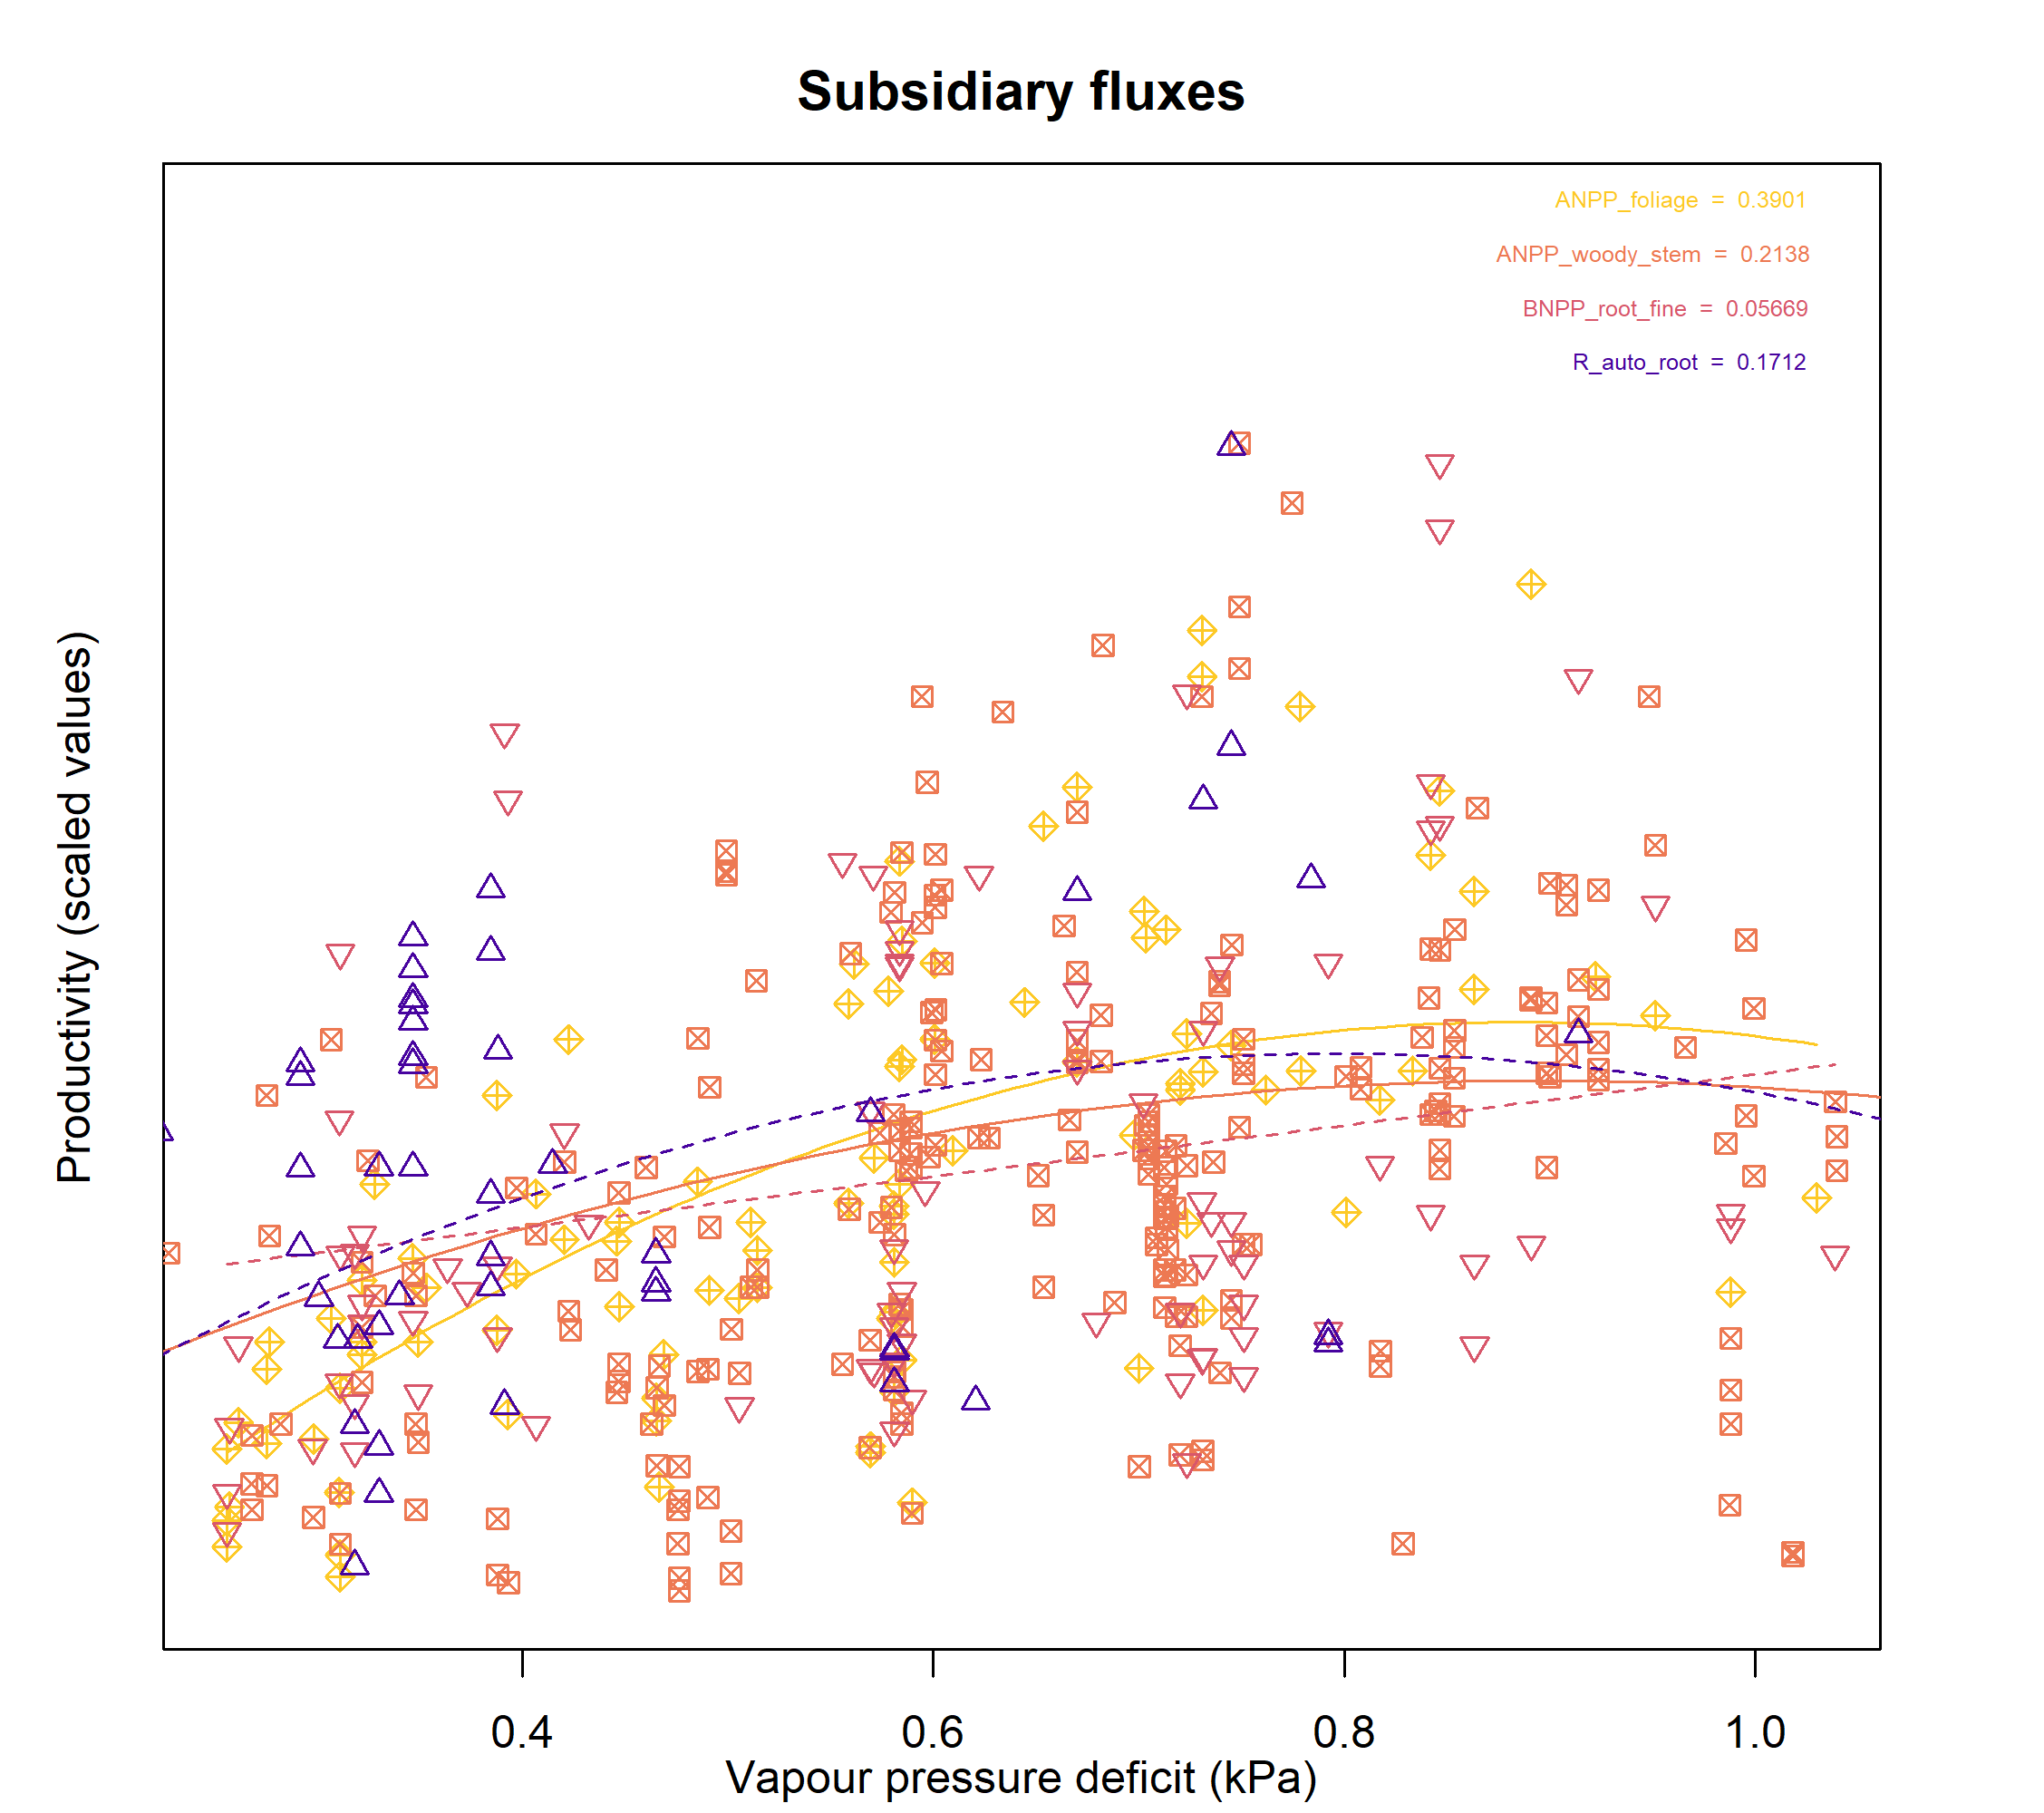 Subsidiary fluxes
ANPP_foliage = 0.3901
ANPP_woody_stem = 0.2138
BNPP_root_fine = 0.05669
R_auto_root = 0.1712
Productivity (scaled values)
0.4 0.6 0.8 1.0
Vapour pressure deficit (kPa)